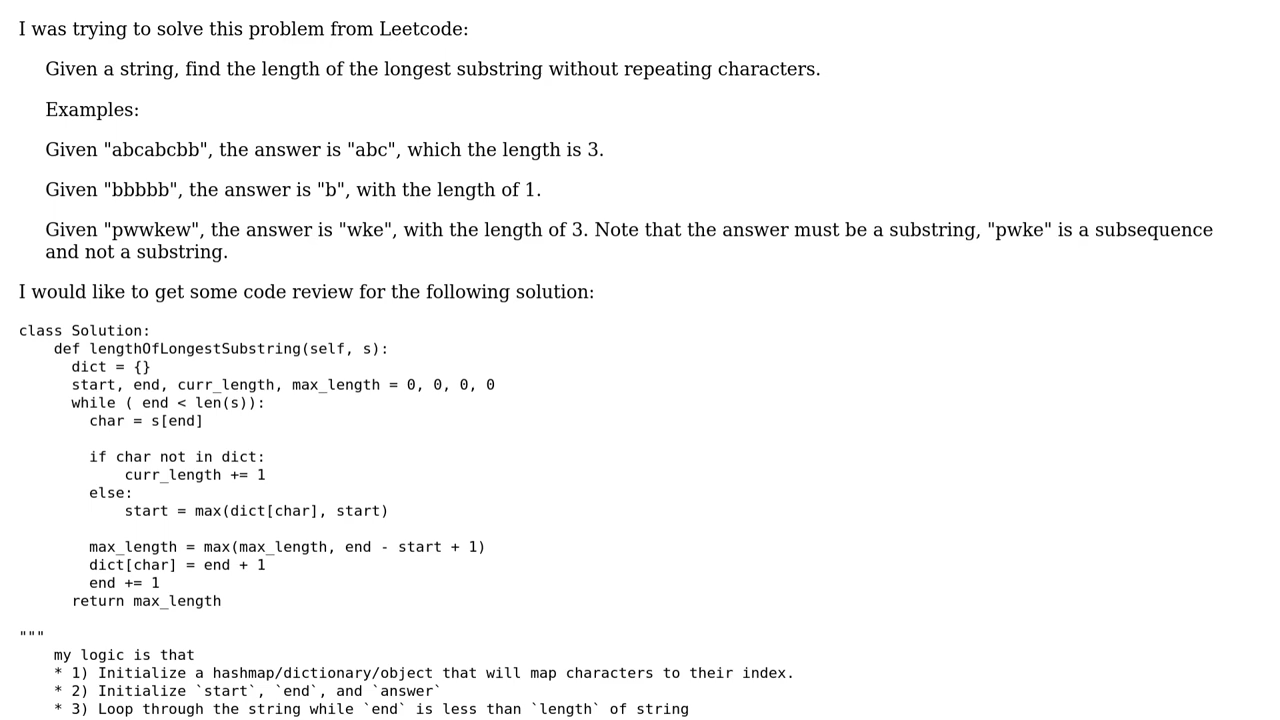 I was trying to solve this problem from Leetcode:
Given a string, find the length of the longest substring without repeating characters.
Examples:
Given "abcabcbb", the answer is "abc", which the length is 3.
Given "bbbbb", the answer is "b", with the length of 1.
Given "pwwkew", the answer is "wke", with the length of 3. Note that the answer must be a substring, "pwke" is a subsequence
and not a substring.
I would like to get some code review for the following solution:
class Solution:
    def lengthOfLongestSubstring(self, s):
      dict = {}
      start, end, curr_length, max_length = 0, 0, 0, 0
      while ( end < len(s)):
        char = s[end]
        if char not in dict:
            curr_length += 1
        else:
            start = max(dict[char], start)
        max_length = max(max_length, end - start + 1)
        dict[char] = end + 1
        end += 1
      return max_length
"""
    my logic is that
    * 1) Initialize a hashmap/dictionary/object that will map characters to their index.
    * 2) Initialize `start`, `end`, and `answer`
    * 3) Loop through the string while `end` is less than `length` of string